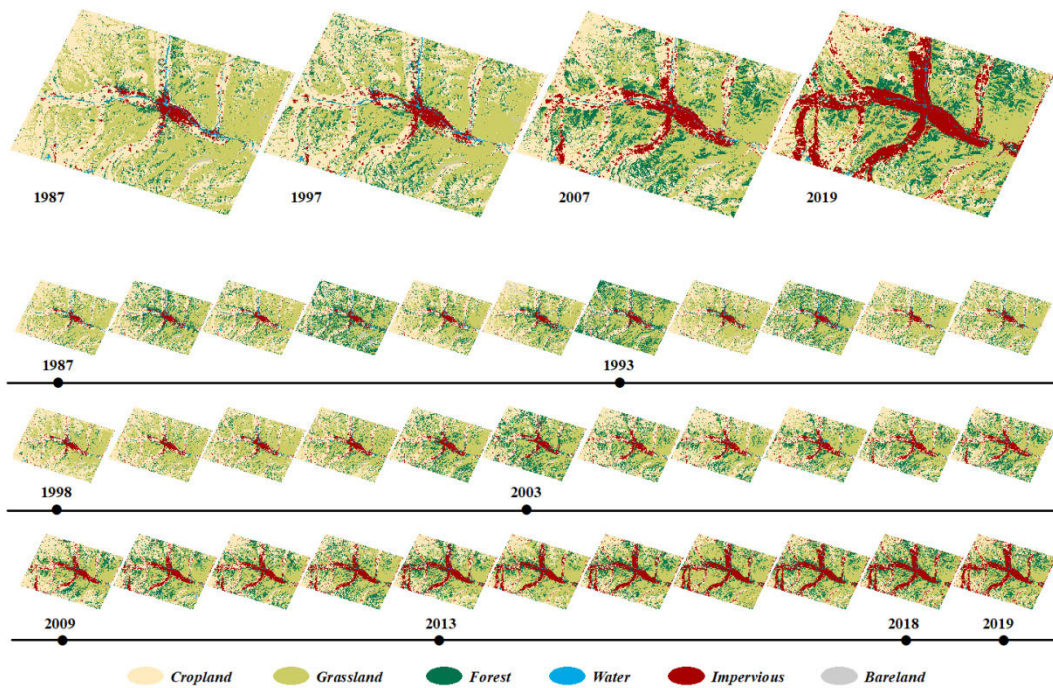 1987
1997
2007
2019
1987
1993
1998
2003
2009
2013
2018
2019
Cropland
Grassland
Forest
Water
Impervious
Bareland